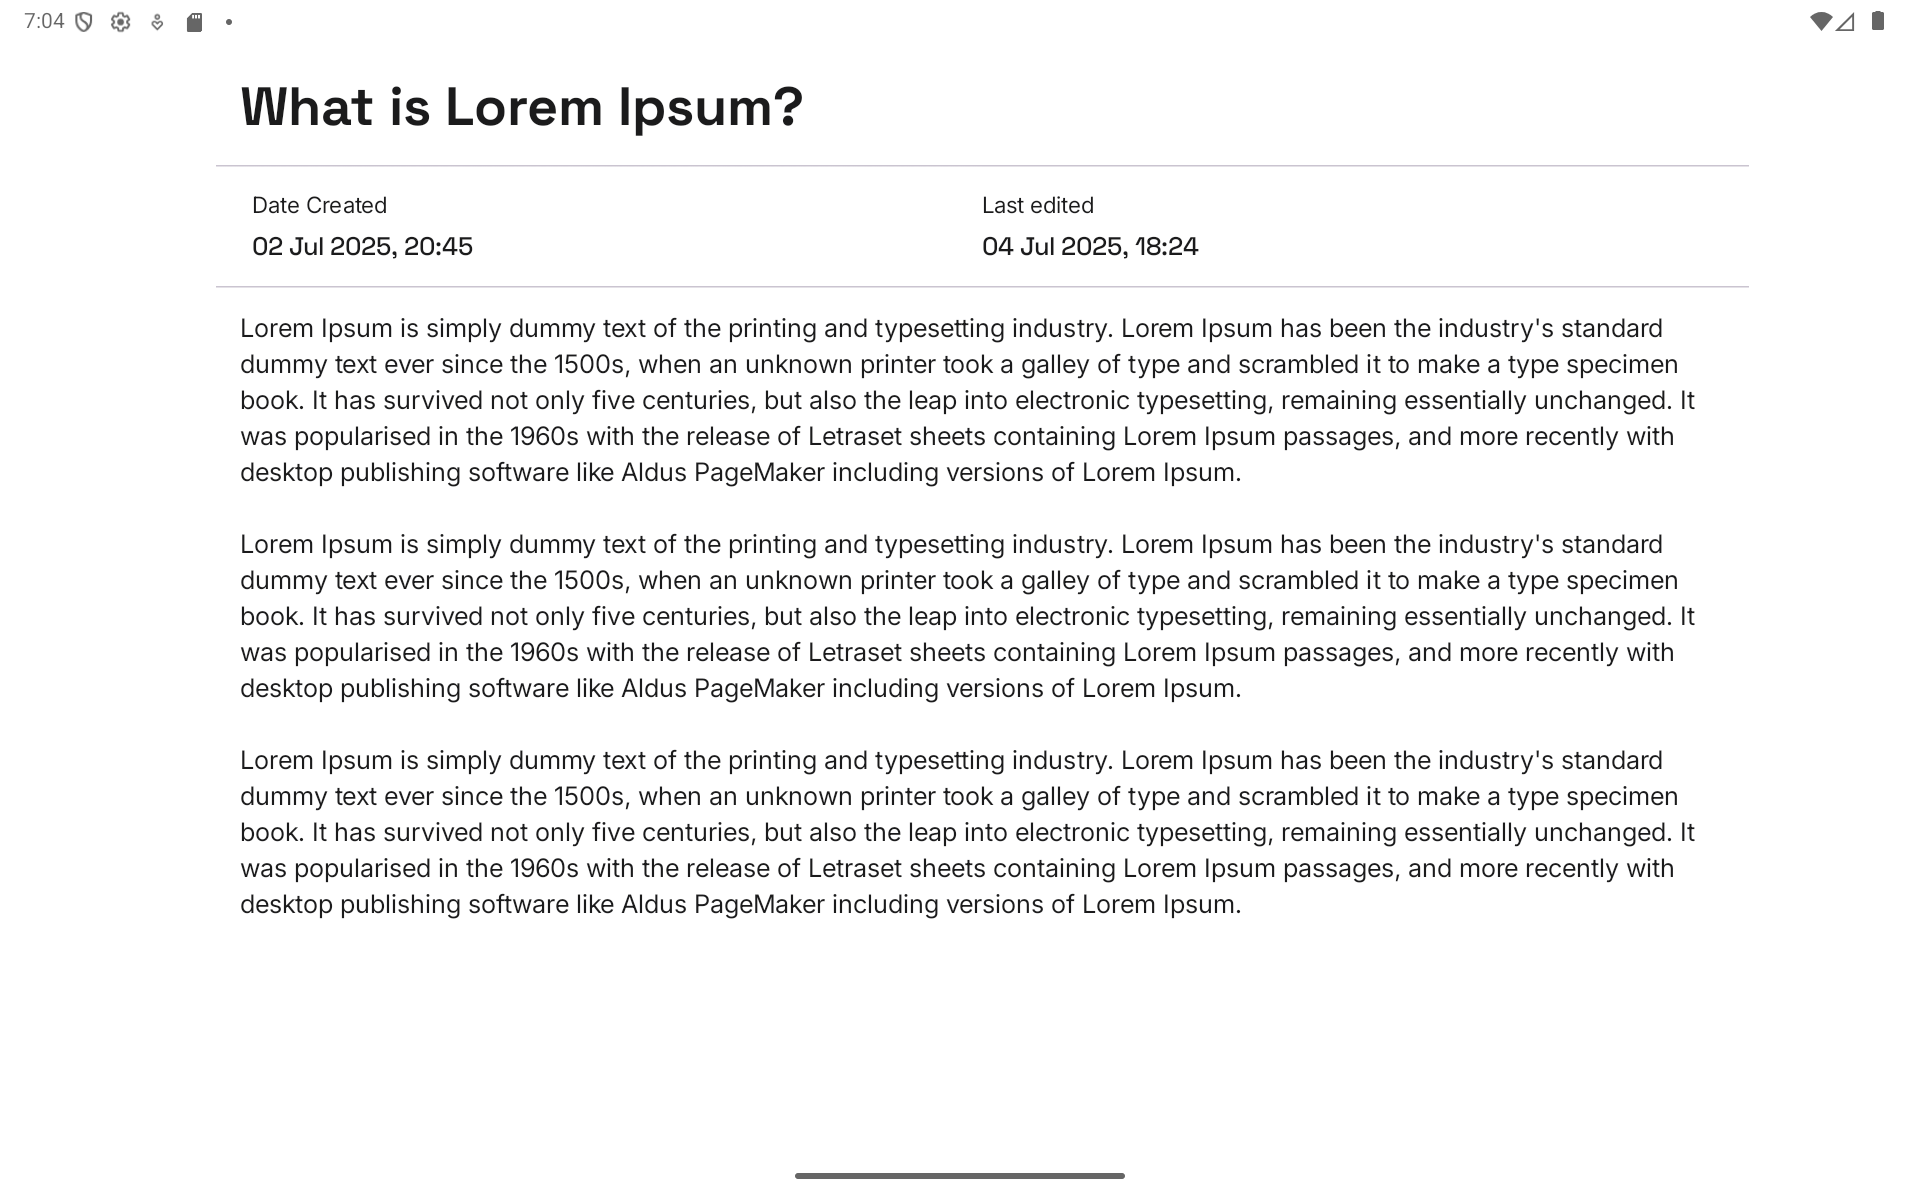 7:04
What is Lorem Ipsum?
Date Created
02 Jul 2025, 20:45
Last edited
04 Jul 2025, 18:24
Lorem Ipsum is simply dummy text of the printing and typesetting industry. Lorem Ipsum has been the industry's standard
dummy text ever since the 1500s, when an unknown printer took a galley of type and scrambled it to make a type specimen
book. It has survived not only five centuries, but also the leap into electronic typesetting, remaining essentially unchanged. It
was popularised in the 1960s with the release of Letraset sheets containing Lorem Ipsum passages, and more recently with
desktop publishing software like Aldus PageMaker including versions of Lorem Ipsum.
Lorem Ipsum is simply dummy text of the printing and typesetting industry. Lorem Ipsum has been the industry's standard
dummy text ever since the 1500s, when an unknown printer took a galley of type and scrambled it to make a type specimen
book. It has survived not only five centuries, but also the leap into electronic typesetting, remaining essentially unchanged. It
was popularised in the 1960s with the release of Letraset sheets containing Lorem Ipsum passages, and more recently with
desktop publishing software like Aldus PageMaker including versions of Lorem Ipsum.
Lorem Ipsum is simply dummy text of the printing and typesetting industry. Lorem Ipsum has been the industry's standard
dummy text ever since the 1500s, when an unknown printer took a galley of type and scrambled it to make a type specimen
book. It has survived not only five centuries, but also the leap into electronic typesetting, remaining essentially unchanged. It
was popularised in the 1960s with the release of Letraset sheets containing Lorem Ipsum passages, and more recently with
desktop publishing software like Aldus PageMaker including versions of Lorem Ipsum.